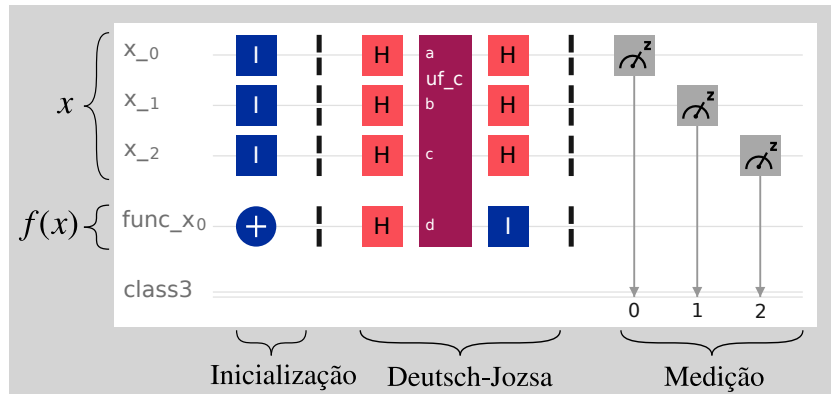 x
f(x)
x_0 I H a H z
uf_c
x_1 I H b H z
x_2 I H c H z
func_x0 H d I
class3
0 1 2
Inicialização Deutsch-Jozsa Medição